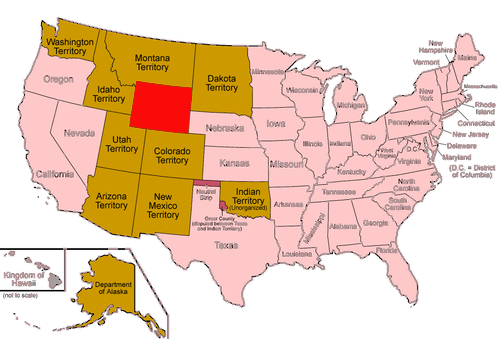 Washington
Territory
Montana
Territory
Dakota
Territory
Minnesota
Oregon
Idaho
Territory
Wisconsin
Michigan
New
Hampshire
Vermont
Maine
New
York
Massachusetts
Rhode
Island
Connecticut
New Jersey
Delaware
Maryland
(D.C. = District
of Columbia)
Nevada
Utah
Territory
Colorado
Territory
Nebraska
Iowa
Illinois
Indiana
Ohio
Pennsylvania
West
Virginia
D.C.
Virginia
California
Kansas
Missouri
Kentucky
North
Carolina
Tennessee
South
Carolina
Arizona
Territory
New
Mexico
Territory
Neutral
Strip
Indian
Territory
(Unorganized)
Greer County
(disputed between Texas
and Indian Territory)
Arkansas
Mississippi
Alabama
Georgia
Texas
Louisiana
Florida
Kingdom of
Hawaii
(not to scale)
Department
of Alaska